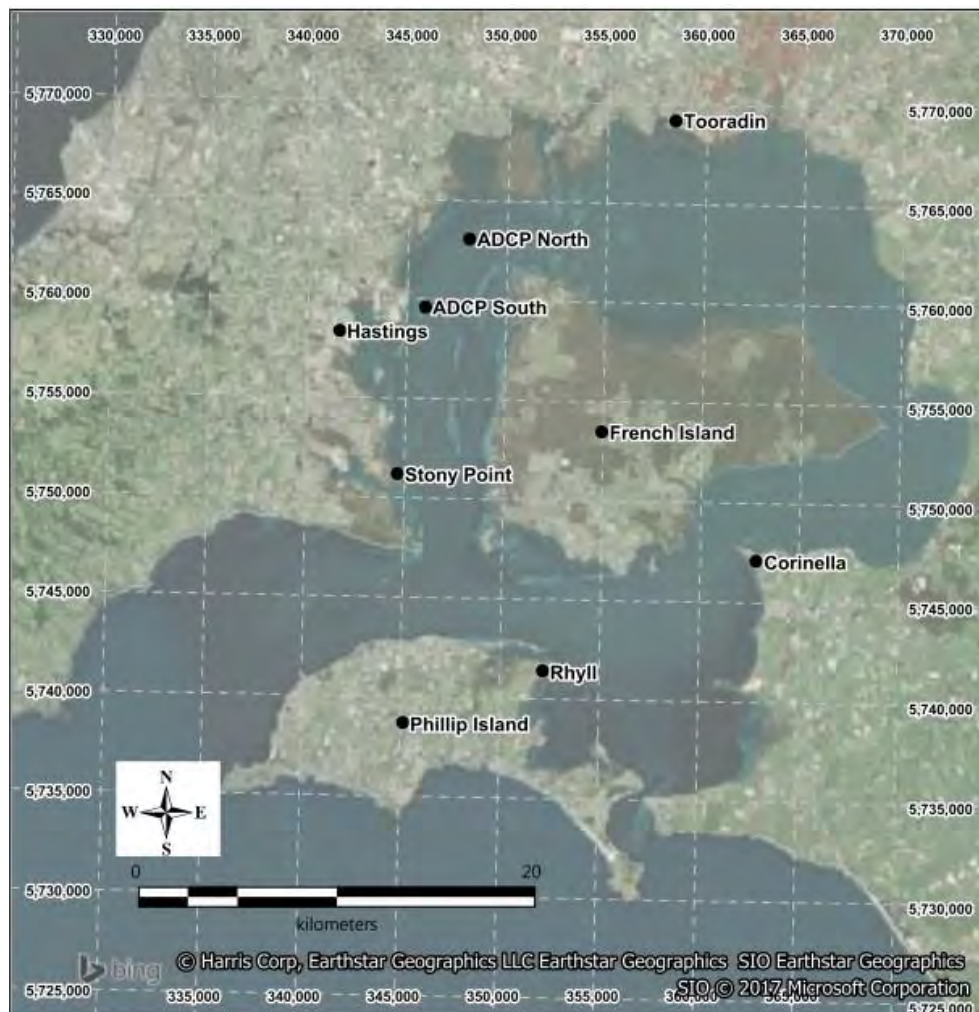 330,000 335,000 340,000 345,000 350,000 355,000 360,000 365,000 370,000
5,770,000
5,770,000
Tooradin
5,765,000
5,765,000
ADCP North
5,760,000
ADCP South
5,760,000
Hastings
5,755,000
5,755,000
French Island
Stony Point
5,750,000
5,750,000
Corinella
5,745,000
5,745,000
Rhyll
5,740,000
5,740,000
Phillip Island
N
W E
S
5,735,000
5,735,000
0 20
kilometers
5,730,000
5,730,000
bing
© Harris Corp, Earthstar Geographics LLC Earthstar Geographics SIO Earthstar Geographics
SIO © 2017 Microsoft Corporation
5,725,000
5,725,000
335,000 340,000 345,000 350,000 355,000 360,000 365,000